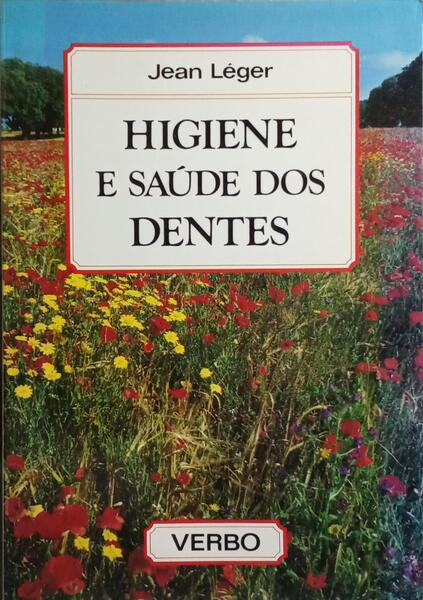 Jean Léger
HIGIENE
E SAÚDE DOS
DENTES
VERBO